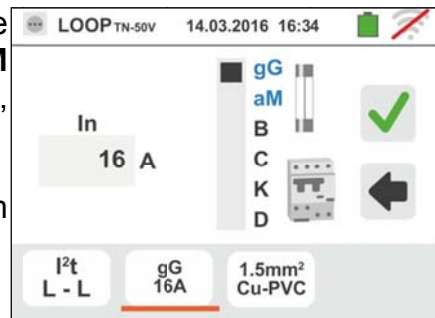 e
M
,
n
LOOP TN-50V 14.03.2016 16:34
gG
aM
B
C
K
D
In
16 A
I²t
L - L
gG
16A
1.5mm²
Cu-PVC